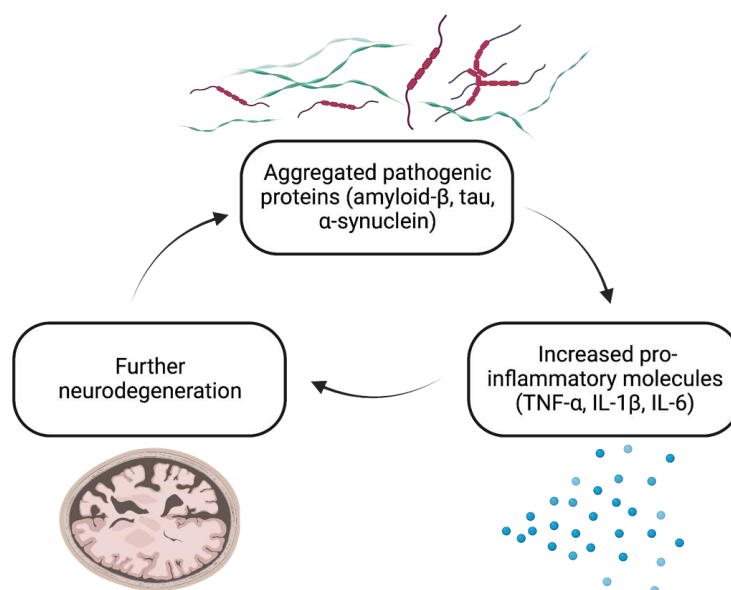 Aggregated pathogenic
proteins (amyloid-β, tau,
α-synuclein)
Further
neurodegeneration
Increased pro-
inflammatory molecules
(TNF-α, IL-1β, IL-6)